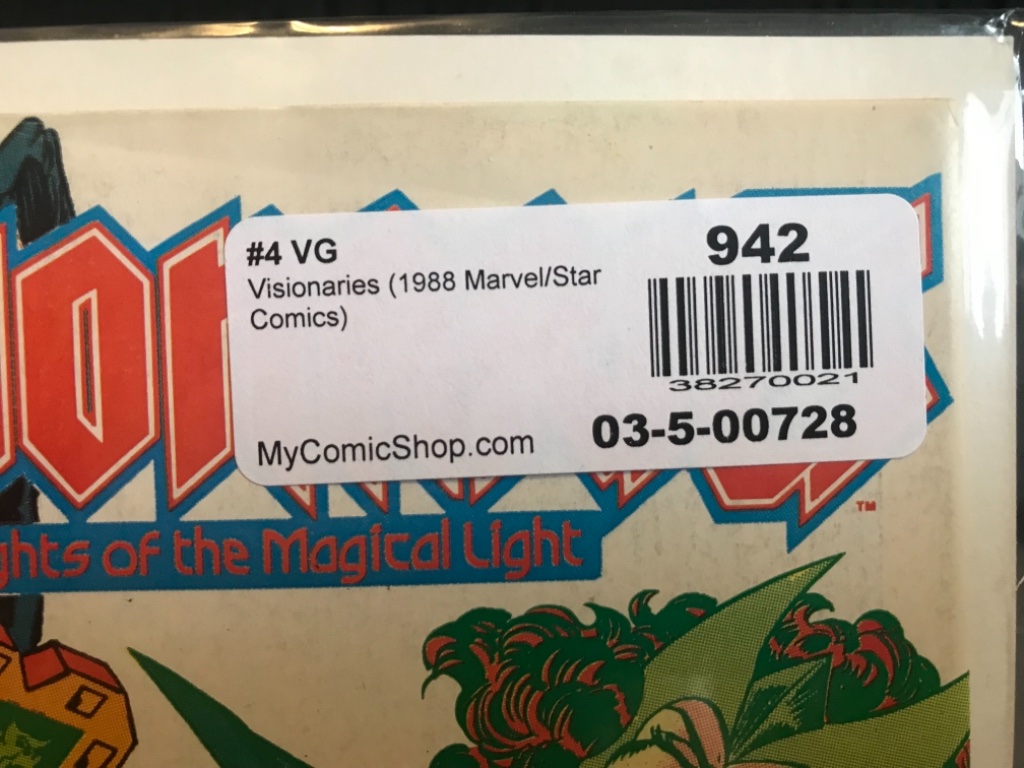 #4 VG
Visionaries (1988 Marvel/Star
Comics)
MyComicShop.com
942
38270021
03-5-00728
TM
of the Magical Light